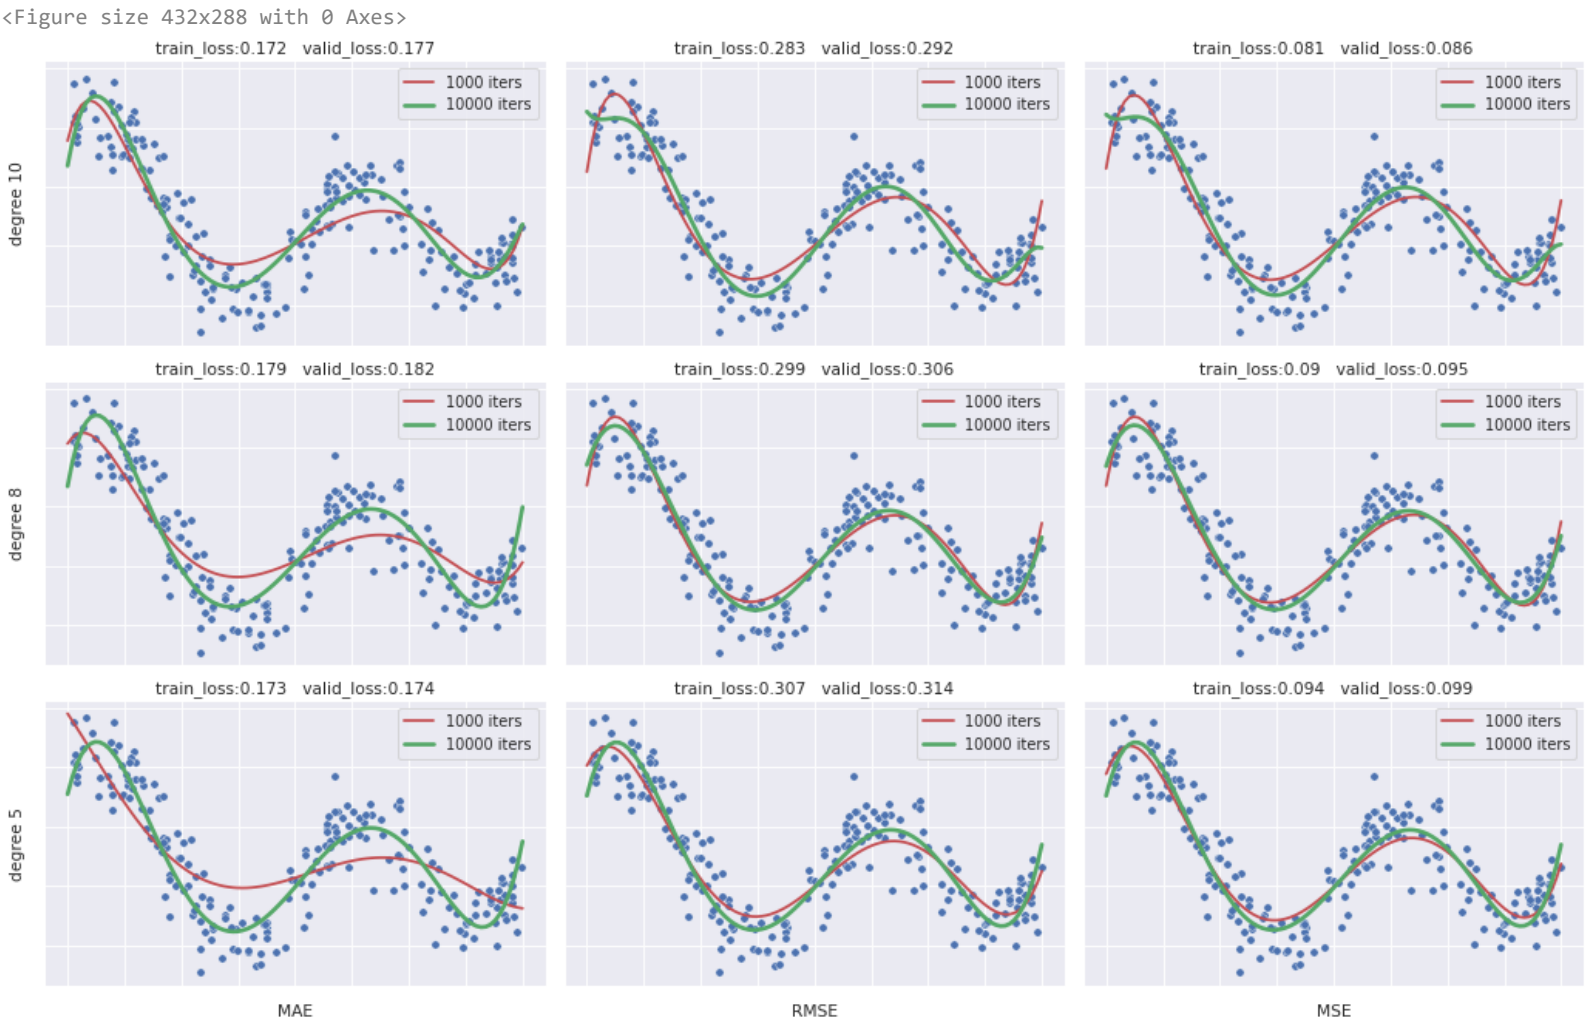 <Figure size 432x288 with 0 Axes>
train_loss:0.172 valid_loss:0.177
train_loss:0.283 valid_loss:0.292
train_loss:0.081 valid_loss:0.086
1000 iters
10000 iters
1000 iters
10000 iters
1000 iters
10000 iters
degree 10
train_loss:0.179 valid_loss:0.182
train_loss:0.299 valid_loss:0.306
train_loss:0.09 valid_loss:0.095
1000 iters
10000 iters
1000 iters
10000 iters
1000 iters
10000 iters
degree 8
train_loss:0.173 valid_loss:0.174
train_loss:0.307 valid_loss:0.314
train_loss:0.094 valid_loss:0.099
1000 iters
10000 iters
1000 iters
10000 iters
1000 iters
10000 iters
degree 5
MAE
RMSE
MSE